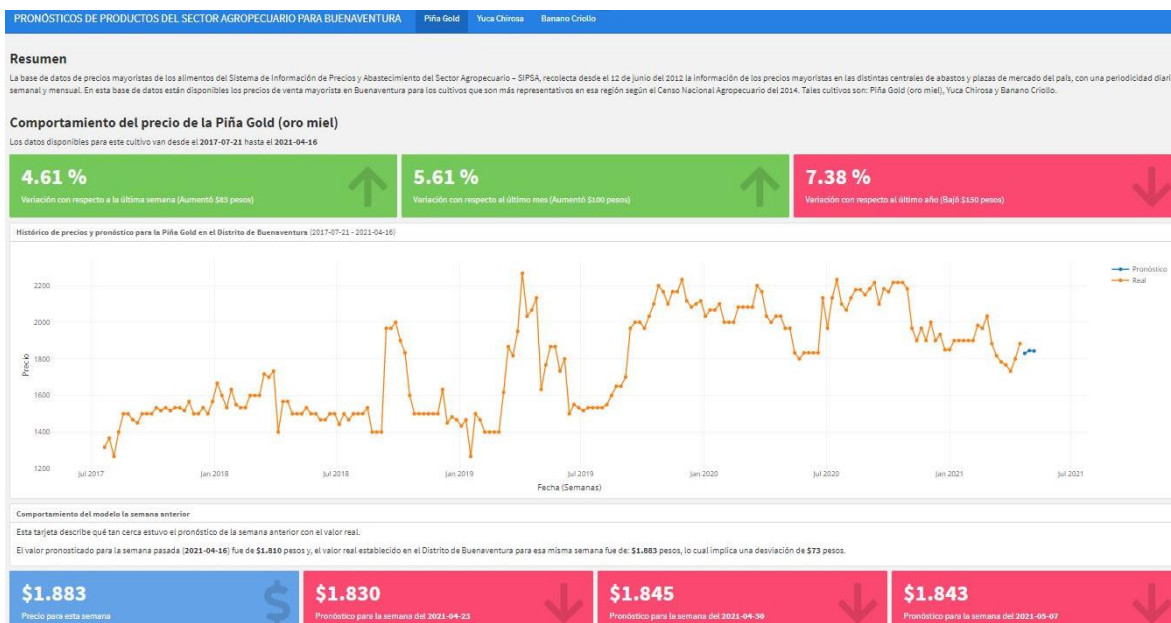 PRONÓSTICOS DE PRODUCTOS DEL SECTOR AGROPECUARIO PARA BUENAVENTURA Piña Gold Yuca Chirosa Banano Criollo
Resumen
La base de datos de precios mayoristas de los alimentos del Sistema de Información de Precios y Abastecimiento del Sector Agropecuario – SIPSA, recolecta desde el 12 de junio del 2012 la información de los precios mayoristas en las distintas centrales de abastos y plazas de mercado del país, con una periodicidad diari
semanal y mensual. En esta base de datos están disponibles los precios de venta mayorista en Buenaventura para los cultivos que son más representativos en esa región según el Censo Nacional Agropecuario del 2014. Tales cultivos son: Piña Gold (oro miel), Yuca Chirosa y Banano Criollo.
Comportamiento del precio de la Piña Gold (oro miel)
Los datos disponibles para este cultivo van desde el 2017-07-21 hasta el 2021-04-16
4.61 % 5.61 % 7.38 %
Variación con respecto a la última semana (Aumentó $83 pesos) Variación con respecto al último mes (Aumentó $100 pesos) Variación con respecto al último año (Bajó $150 pesos)
Histórico de precios y pronóstico para la Piña Gold en el Distrito de Buenaventura (2017-07-21 - 2021-04-16)
Pronóstico
Real
2200
2000
1800
Precio
1600
1400
1200
Jul 2017 Jan 2018 Jul 2018 Jan 2019 Jul 2019 Jan 2020 Jul 2020 Jan 2021 Jul 2021
Fecha (Semanas)
Comportamiento del modelo la semana anterior
Esta tarjeta describe qué tan cerca estuvo el pronóstico de la semana anterior con el valor real.
El valor pronosticado para la semana pasada (2021-04-16) fue de $1.810 pesos y, el valor real establecido en el Distrito de Buenaventura para esa misma semana fue de: $1.883 pesos, lo cual implica una desviación de $73 pesos.
$1.883 $1.830 $1.845 $1.843
Precio para esta semana Pronóstico para la semana del 2021-04-23 Pronóstico para la semana del 2021-04-30 Pronóstico para la semana del 2021-05-07